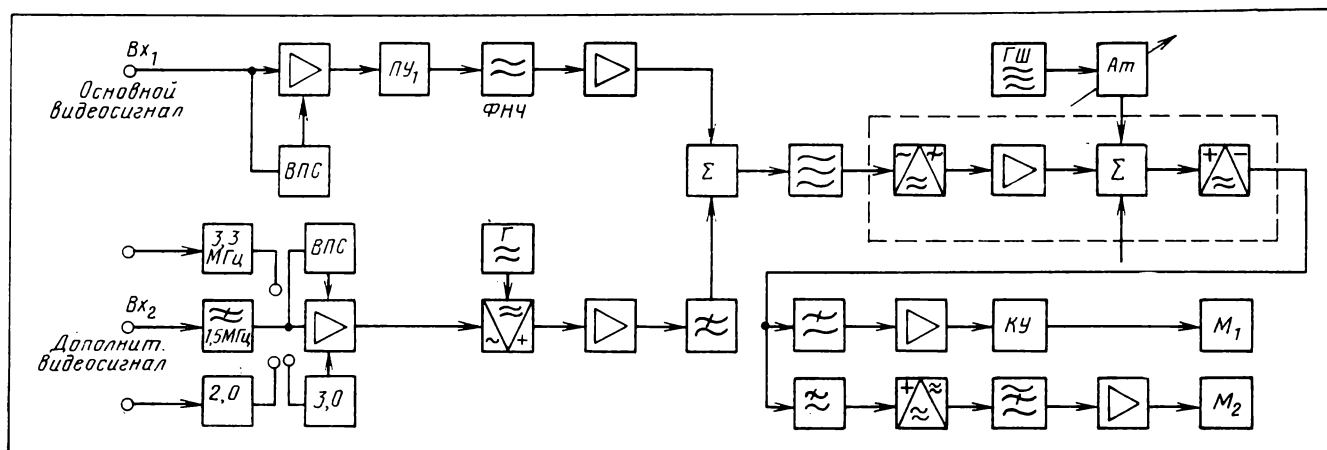 Вх1
Основной
видеосигнал
ПУ1
ФНЧ
ВПС
Σ
ГШ
Ат
Σ
3,3
МГц
ВПС
Г
Вх2
1,5МГц
Дополнит.
видеосигнал
2,0
3,0
КУ
М1
М2